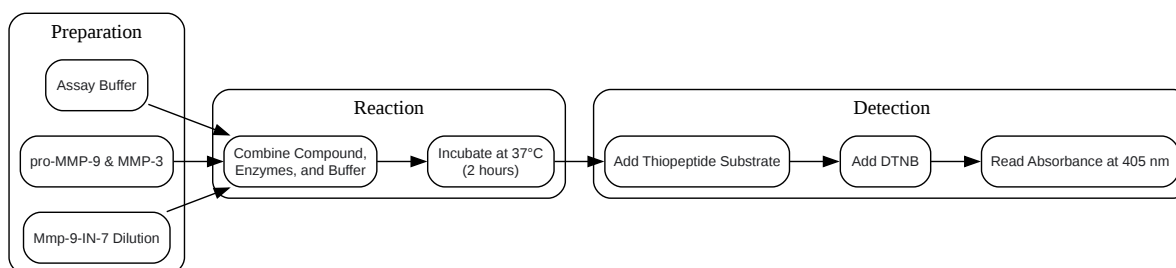 Preparation
Assay Buffer
pro-MMP-9 & MMP-3
Mmp-9-IN-7 Dilution
Reaction
Combine Compound,
Enzymes, and Buffer
Incubate at 37°C
(2 hours)
Detection
Add Thiopeptide Substrate
Add DTNB
Read Absorbance at 405 nm